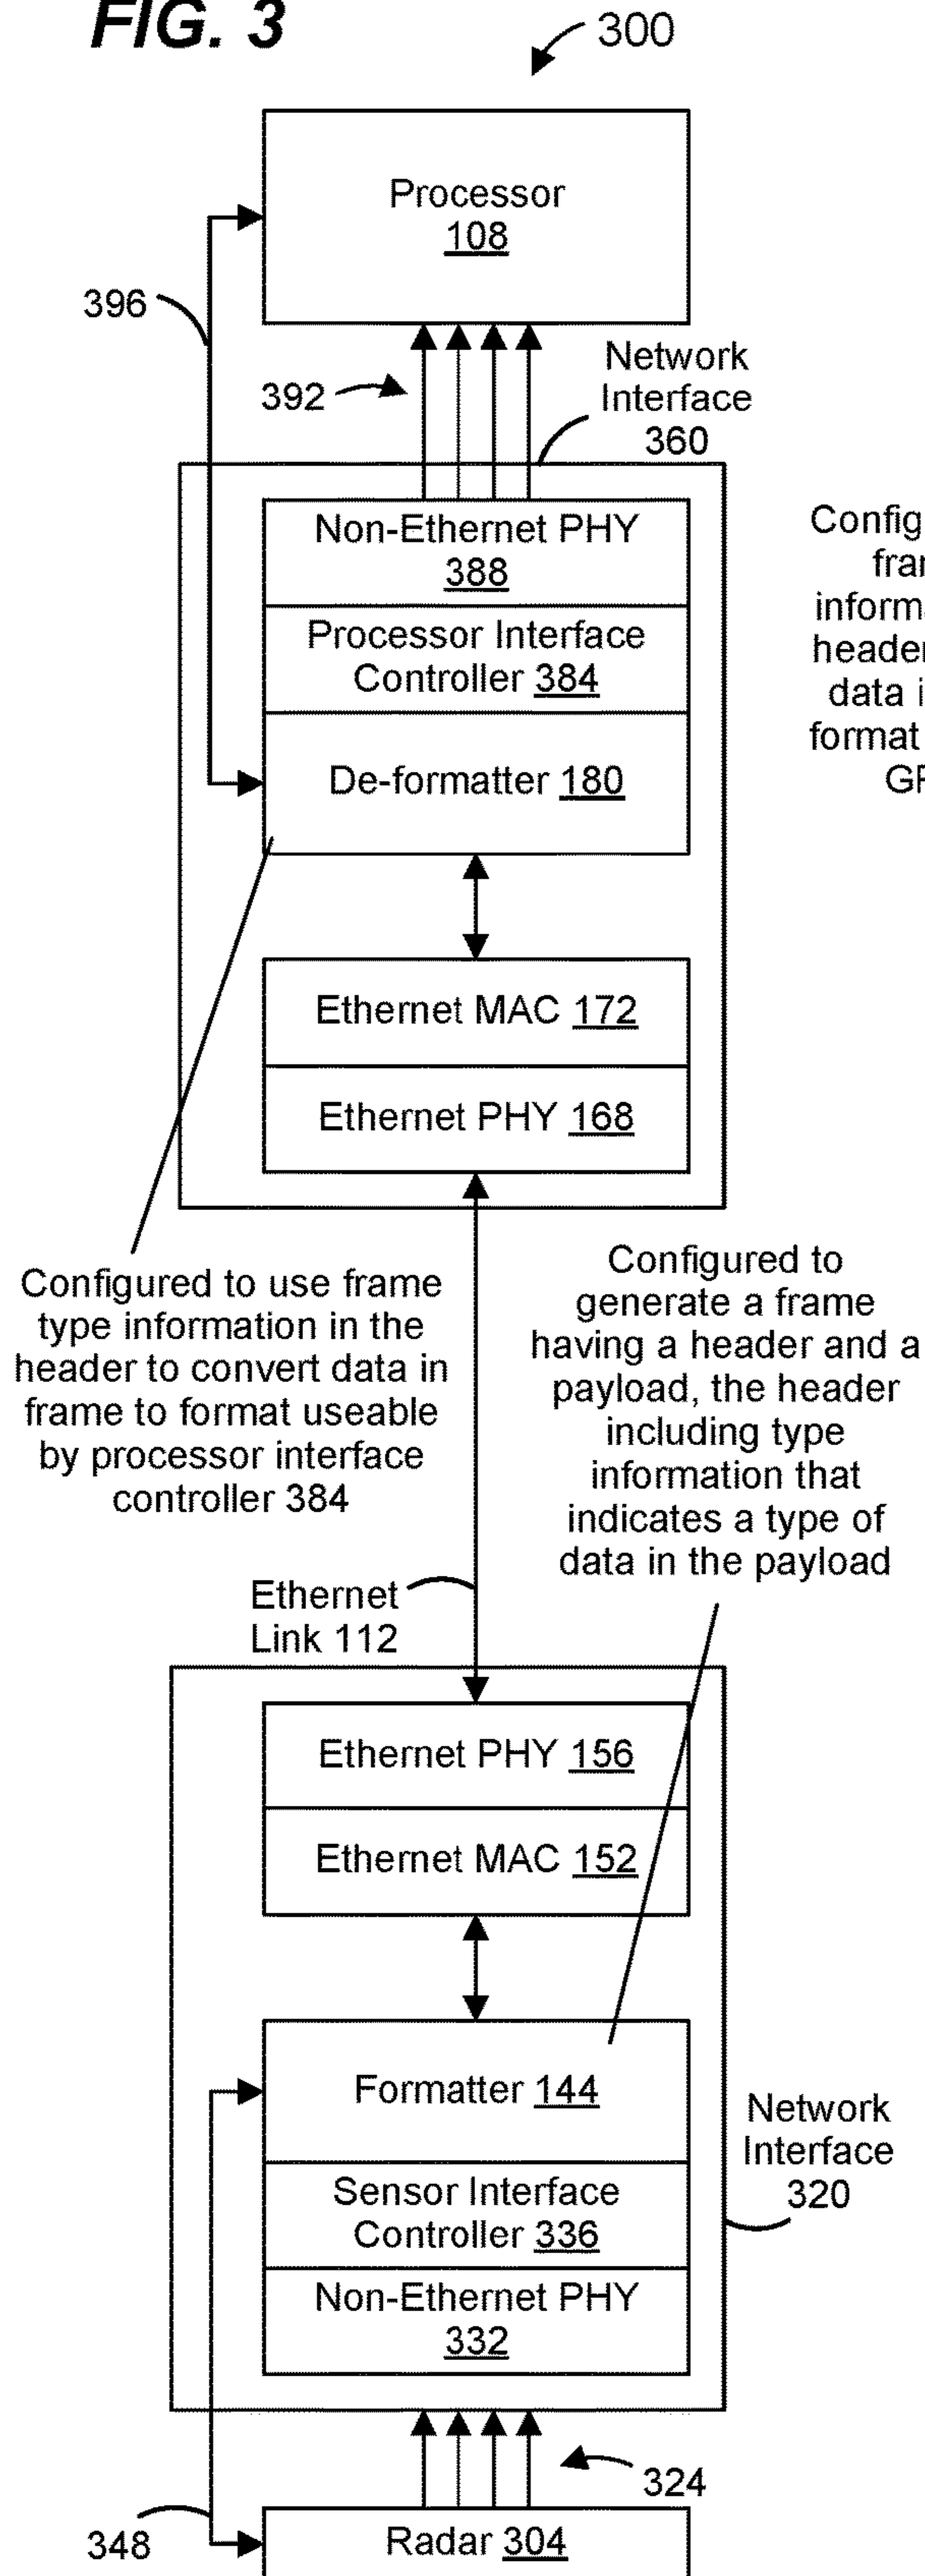 FIG. 3
300
Processor
108
396
392
Network
Interface
360
Non-Ethernet PHY
388
Processor Interface
Controller 384
De-formatter 180
Ethernet MAC 172
Ethernet PHY 168
data
format
Configured to use frame
type information in the
header to convert data in
frame to format useable
by processor interface
controller 384
Configured to
generate a frame
having a header and a
payload, the header
including type
information that
indicates a type of
data in the payload
Ethernet
Link 112
Ethernet PHY 156
Ethernet MAC 152
Formatter 144
Sensor Interface
Controller 336
Non-Ethernet PHY
332
Network
Interface
320
324
348
Radar 304